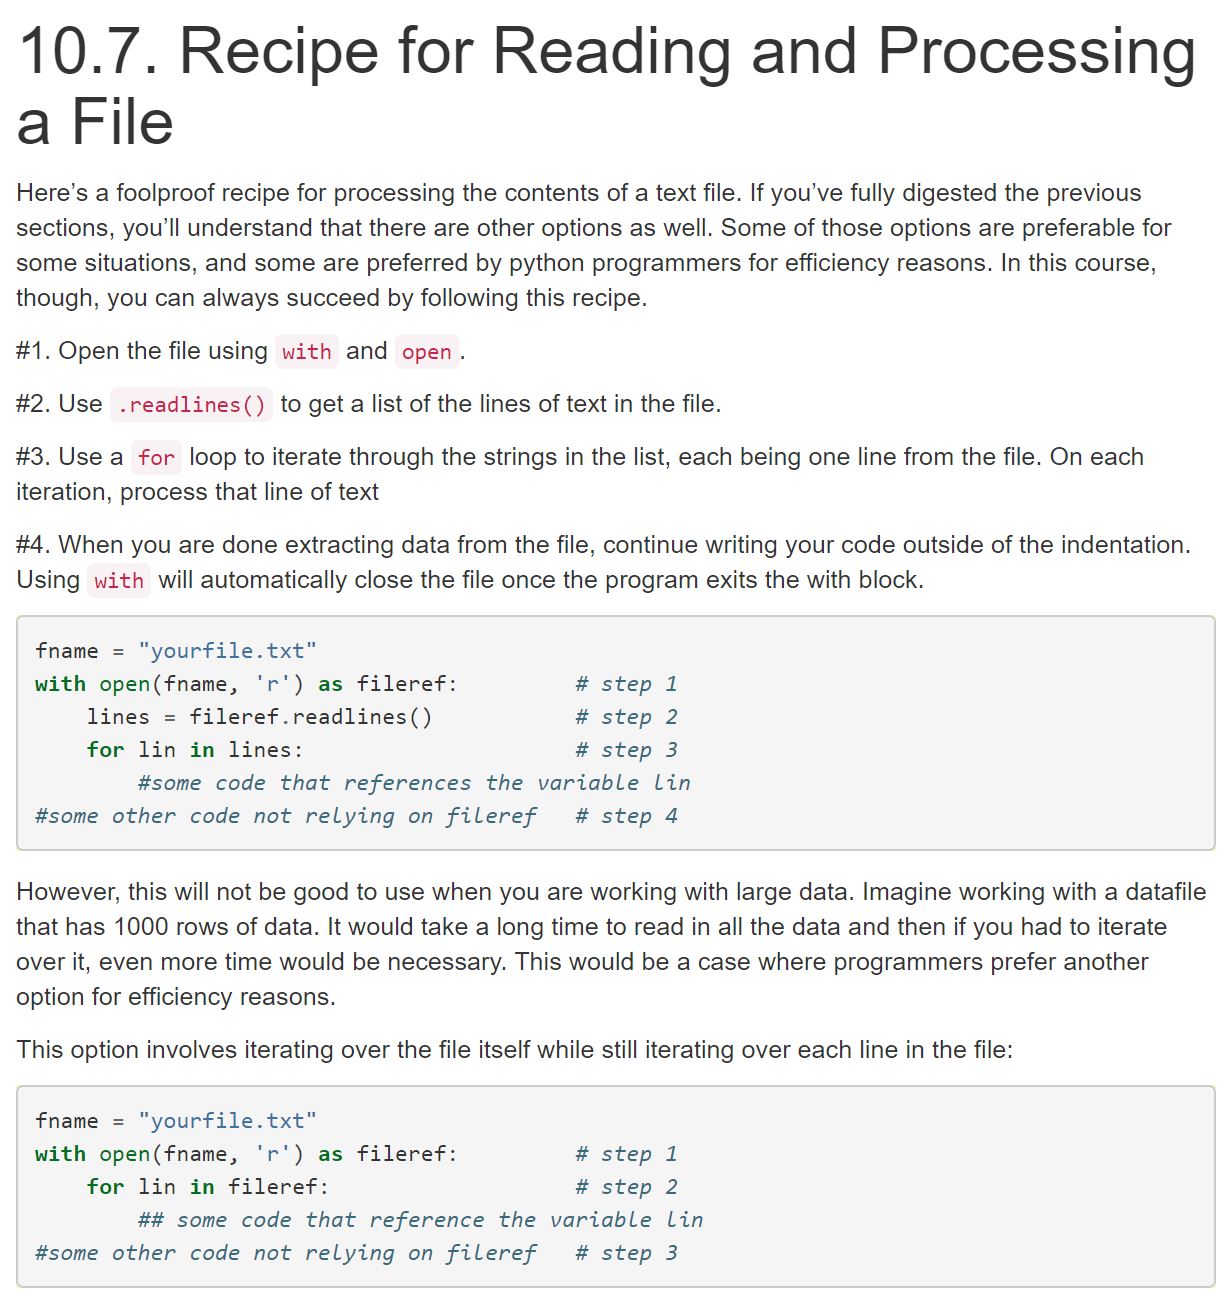 10.7. Recipe for Reading and Processing
a File
Here’s a foolproof recipe for processing the contents of a text file. If you’ve fully digested the previous
sections, you’ll understand that there are other options as well. Some of those options are preferable for
some situations, and some are preferred by python programmers for efficiency reasons. In this course,
though, you can always succeed by following this recipe.
#1. Open the file using with and open.
#2. Use .readlines() to get a list of the lines of text in the file.
#3. Use a for loop to iterate through the strings in the list, each being one line from the file. On each
iteration, process that line of text
#4. When you are done extracting data from the file, continue writing your code outside of the indentation.
Using with will automatically close the file once the program exits the with block.
fname = "yourfile.txt"
with open(fname, 'r') as fileref:         # step 1
    lines = fileref.readlines()           # step 2
    for lin in lines:                     # step 3
        #some code that references the variable lin
#some other code not relying on fileref   # step 4
However, this will not be good to use when you are working with large data. Imagine working with a datafile
that has 1000 rows of data. It would take a long time to read in all the data and then if you had to iterate
over it, even more time would be necessary. This would be a case where programmers prefer another
option for efficiency reasons.
This option involves iterating over the file itself while still iterating over each line in the file:
fname = "yourfile.txt"
with open(fname, 'r') as fileref:         # step 1
    for lin in fileref:                   # step 2
        ## some code that reference the variable lin
#some other code not relying on fileref   # step 3